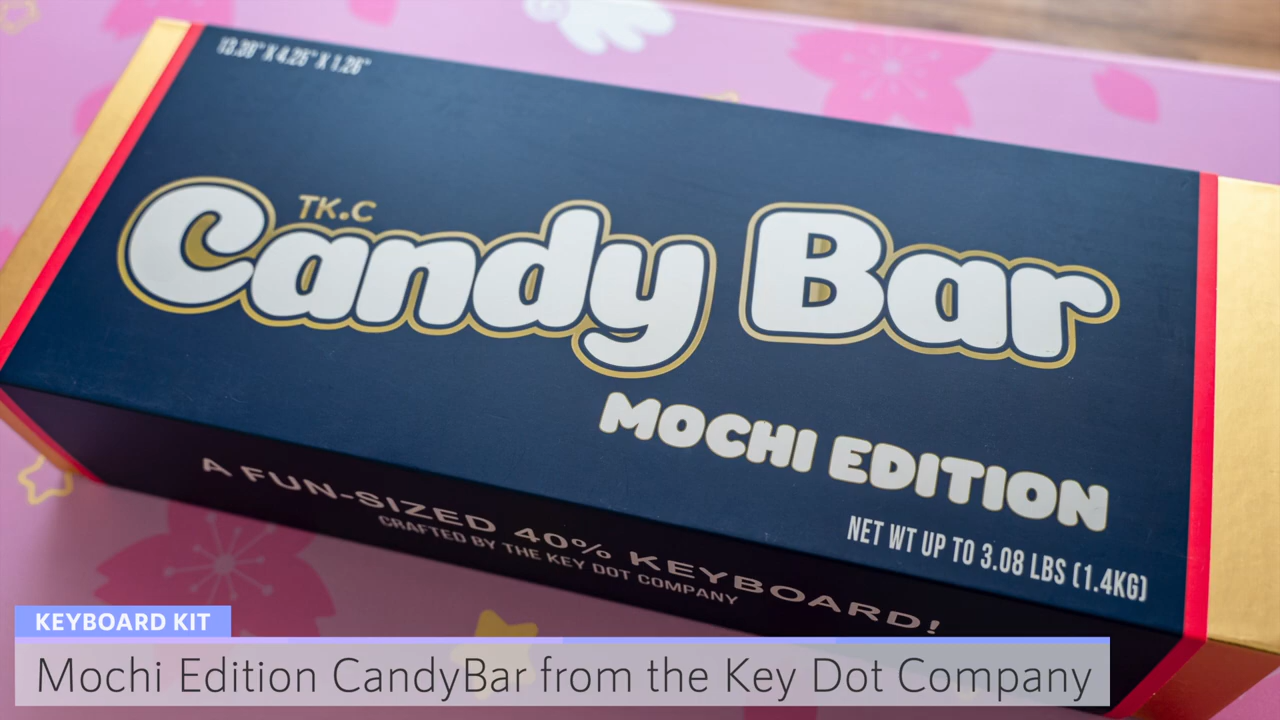 13.38" X 4.25" X 1.26"
TK.C
Candy Bar
MOCHI EDITION
NET WT UP TO 3.08 LBS (1.4KG)
A FUN-SIZED 40% KEYBOARD!
CRAFTED BY THE KEY DOT COMPANY
KEYBOARD KIT
Mochi Edition CandyBar from the Key Dot Company